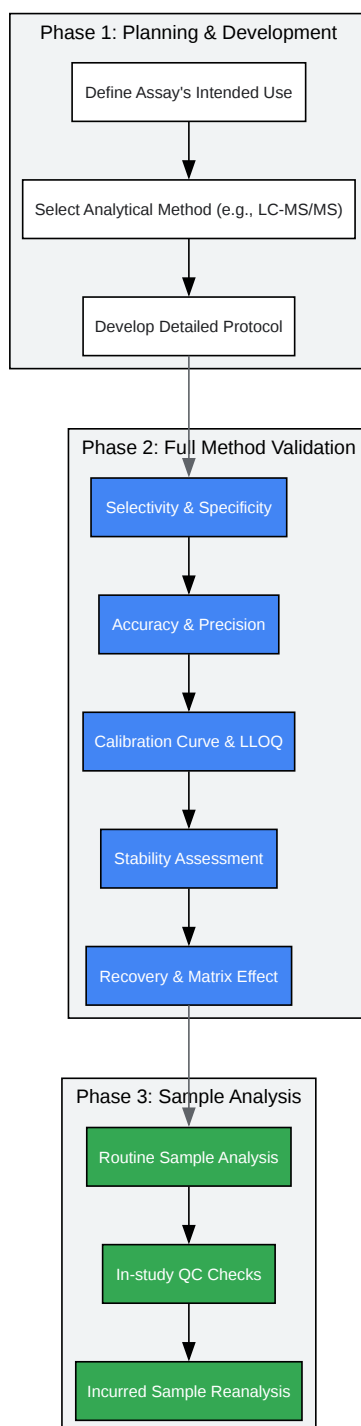 Phase 1: Planning & Development
Define Assay's Intended Use
Select Analytical Method (e.g., LC-MS/MS)
Develop Detailed Protocol
Phase 2: Full Method Validation
Selectivity & Specificity
Accuracy & Precision
Calibration Curve & LLOQ
Stability Assessment
Recovery & Matrix Effect
Phase 3: Sample Analysis
Routine Sample Analysis
In-study QC Checks
Incurred Sample Reanalysis